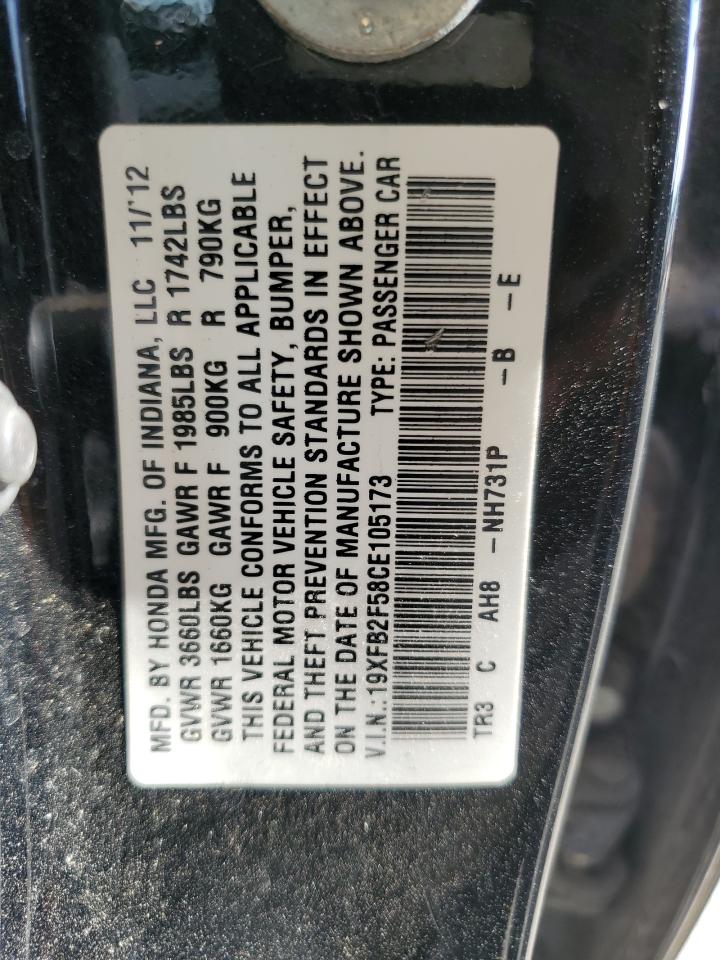 MFD. BY HONDA MFG. OF INDIANA, LLC 11/12
GVWR 3660LBS GAWR F 1985LBS R 1742LBS
GVWR 1660KG GAWR F 900KG R 790KG
THIS VEHICLE CONFORMS TO ALL APPLICABLE
FEDERAL MOTOR VEHICLE SAFETY, BUMPER,
AND THEFT PREVENTION STANDARDS IN EFFECT
ON THE DATE OF MANUFACTURE SHOWN ABOVE.
V.I.N.: 19XFB2F58CE105173 TYPE: PASSENGER CAR
TR3 C AH8 -NH731P -B -E